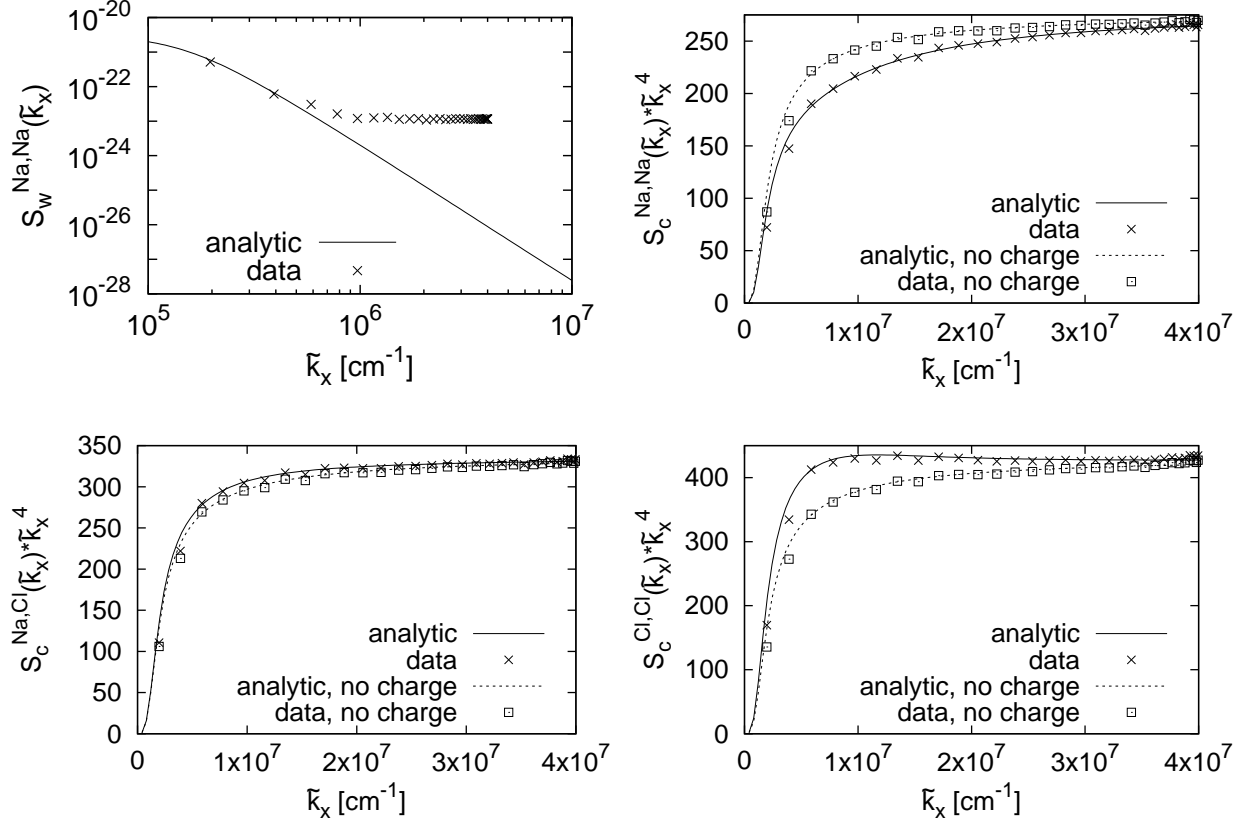 10^-20
10^-22
10^-24
10^-26
10^-28
10^5
10^6
10^7
k̃_x [cm^-1]
S_w^Na,Na(k̃_x)
analytic
data
250
200
150
100
50
0
0
1x10^7
2x10^7
3x10^7
4x10^7
k̃_x [cm^-1]
S_c^Na,Na(k̃_x)*k̃_x^4
analytic
data
analytic, no charge
data, no charge
350
300
250
200
150
100
50
0
0
1x10^7
2x10^7
3x10^7
4x10^7
k̃_x [cm^-1]
S_c^Na,Cl(k̃_x)*k̃_x^4
analytic
data
analytic, no charge
data, no charge
400
300
200
100
0
0
1x10^7
2x10^7
3x10^7
4x10^7
k̃_x [cm^-1]
S_c^Cl,Cl(k̃_x)*k̃_x^4
analytic
data
analytic, no charge
data, no charge